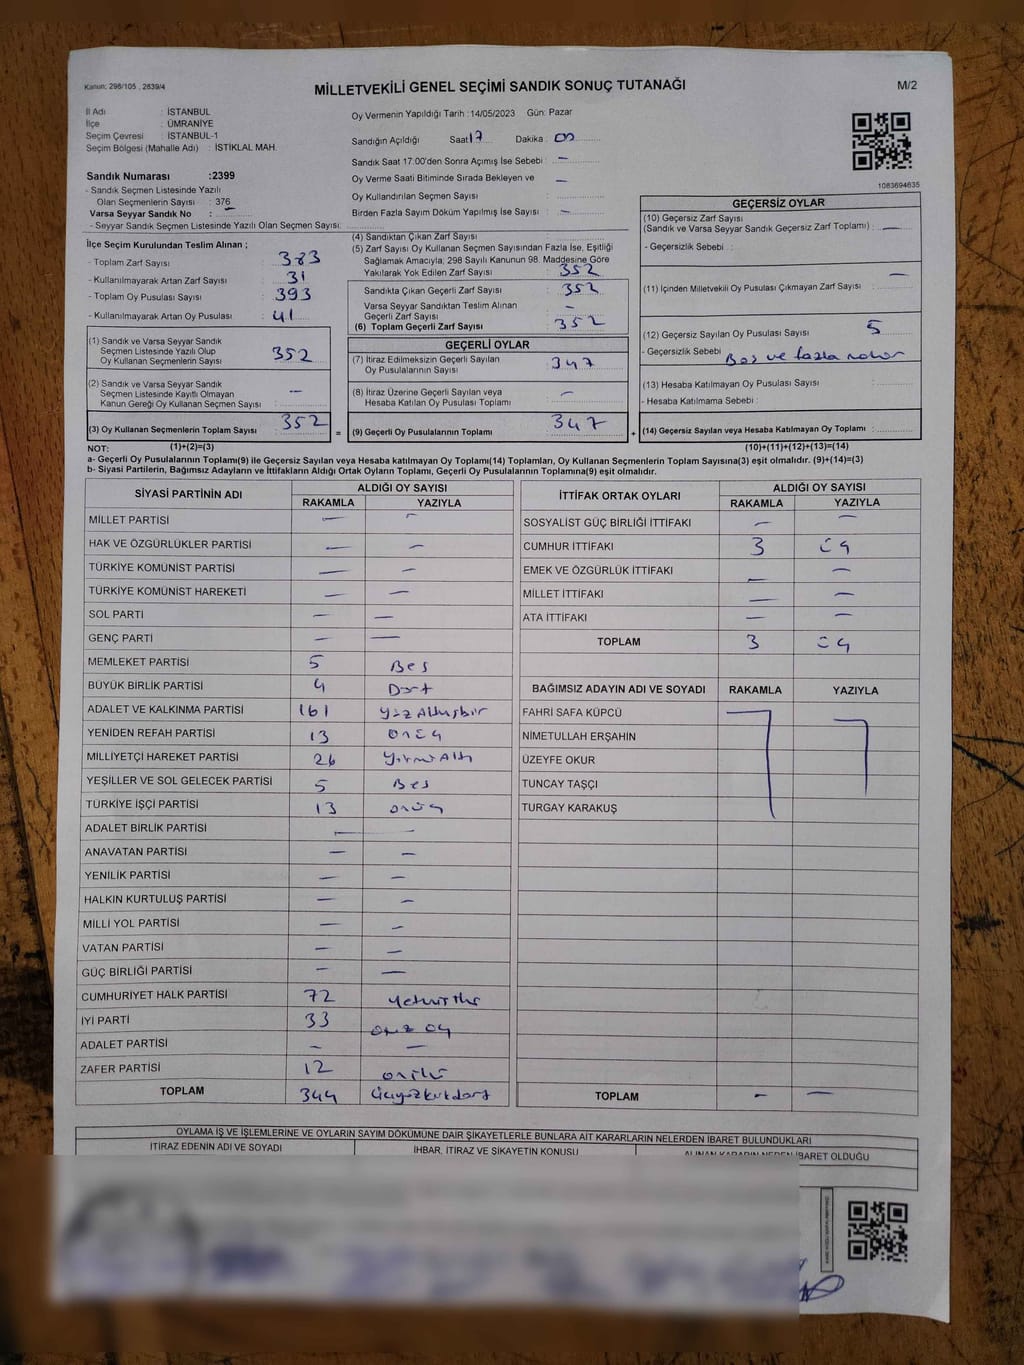 Kanun: 298/105 , 2839/4
MİLLETVEKİLİ GENEL SEÇİMİ SANDIK SONUÇ TUTANAĞI
M/2
İl Adı : İSTANBUL
İlçe : ÜMRANİYE
Seçim Çevresi : İSTANBUL-1
Seçim Bölgesi (Mahalle Adı) : İSTİKLAL MAH.
Sandık Numarası :2399
- Sandık Seçmen Listesinde Yazılı
Olan Seçmenlerin Sayısı : 376
Varsa Seyyar Sandık No : –
- Seyyar Sandık Seçmen Listesinde Yazılı Olan Seçmen Sayısı:
Oy Vermenin Yapıldığı Tarih :14/05/2023 Gün: Pazar
Sandığın Açıldığı Saat 17 Dakika : 00
Sandık Saat 17.00'den Sonra Açımış İse Sebebi : –
Oy Verme Saati Bitiminde Sırada Bekleyen ve –
Oy Kullandırılan Seçmen Sayısı :
Birden Fazla Sayım Döküm Yapılmış İse Sayısı : –
1083694635
İlçe Seçim Kurulundan Teslim Alınan ;
- Toplam Zarf Sayısı : 383
- Kullanılmayarak Artan Zarf Sayısı : 31
- Toplam Oy Pusulası Sayısı : 393
- Kullanılmayarak Artan Oy Pusulası : 41
(1) Sandık ve Varsa Seyyar Sandık
Seçmen Listesinde Yazılı Olup
Oy Kullanan Seçmenlerin Sayısı : 352
(2) Sandık ve Varsa Seyyar Sandık
Seçmen Listesinde Kayıtlı Olmayan –
Kanun Gereği Oy Kullanan Seçmen Sayısı :
(3) Oy Kullanan Seçmenlerin Toplam Sayısı : 352
=
(4) Sandıktan Çıkan Zarf Sayısı :
(5) Zarf Sayısı Oy Kullanan Seçmen Sayısından Fazla İse, Eşitliği
Sağlamak Amacıyla; 298 Sayılı Kanunun 98. Maddesine Göre
Yakılarak Yok Edilen Zarf Sayısı : 352
Sandıkta Çıkan Geçerli Zarf Sayısı : 352
Varsa Seyyar Sandıktan Teslim Alınan
Geçerli Zarf Sayısı : –
(6) Toplam Geçerli Zarf Sayısı : 352
GEÇERLİ OYLAR
(7) İtiraz Edilmeksizin Geçerli Sayılan
Oy Pusulalarının Sayısı : 347
(8) İtiraz Üzerine Geçerli Sayılan veya
Hesaba Katılan Oy Pusulası Toplamı : –
(9) Geçerli Oy Pusulalarının Toplamı : 347
+
GEÇERSİZ OYLAR
(10) Geçersiz Zarf Sayısı
(Sandık ve Varsa Seyyar Sandık Geçersiz Zarf Toplamı) : –
- Geçersizlik Sebebi :
(11) İçinden Milletvekili Oy Pusulası Çıkmayan Zarf Sayısı : –
(12) Geçersiz Sayılan Oy Pusulası Sayısı : 5
- Geçersizlik Sebebi : Boş ve fazla mühür
(13) Hesaba Katılmayan Oy Pusulası Sayısı :
- Hesaba Katılmama Sebebi :
(14) Geçersiz Sayılan veya Hesaba Katılmayan Oy Toplamı :
NOT: (1)+(2)=(3) (10)+(11)+(12)+(13)=(14)
a- Geçerli Oy Pusulalarının Toplamı(9) ile Geçersiz Sayılan veya Hesaba Katılmayan Oy Pusulası Toplamı(14) Toplamları, Oy Kullanan Seçmenlerin Toplam Sayısına(3) eşit olmalıdır. (9)+(14)=(3)
b- Siyasi Partilerin, Bağımsız Adayların ve İttifakların Aldığı Ortak Oyların Toplamı, Geçerli Oy Pusulalarının Toplamına(9) eşit olmalıdır.
SİYASİ PARTİNİN ADI ALDIĞI OY SAYISI
RAKAMLA YAZIYLA
MİLLET PARTİSİ – –
HAK VE ÖZGÜRLÜKLER PARTİSİ – –
TÜRKİYE KOMÜNİST PARTİSİ – –
TÜRKİYE KOMÜNİST HAREKETİ – –
SOL PARTİ – –
GENÇ PARTİ – –
MEMLEKET PARTİSİ 5 Beş
BÜYÜK BİRLİK PARTİSİ 4 Dört
ADALET VE KALKINMA PARTİSİ 161 Yüz Altmışbir
YENİDEN REFAH PARTİSİ 13 onüç
MİLLİYETÇİ HAREKET PARTİSİ 26 Yirmi Altı
YEŞİLLER VE SOL GELECEK PARTİSİ 5 Beş
TÜRKİYE İŞÇİ PARTİSİ 13 onüç
ADALET BİRLİK PARTİSİ – –
ANAVATAN PARTİSİ – –
YENİLİK PARTİSİ – –
HALKIN KURTULUŞ PARTİSİ – –
MİLLİ YOL PARTİSİ – –
VATAN PARTİSİ – –
GÜÇ BİRLİĞİ PARTİSİ – –
CUMHURİYET HALK PARTİSİ 72 Yetmiş iki
İYİ PARTİ 33 otuz üç
ADALET PARTİSİ – –
ZAFER PARTİSİ 12 oniki
TOPLAM 344 üçyüzkırkdört
İTTİFAK ORTAK OYLARI ALDIĞI OY SAYISI
RAKAMLA YAZIYLA
SOSYALİST GÜÇ BİRLİĞİ İTTİFAKI – –
CUMHUR İTTİFAKI 3 üç
EMEK VE ÖZGÜRLÜK İTTİFAKI – –
MİLLET İTTİFAKI – –
ATA İTTİFAKI – –
TOPLAM 3 üç
BAĞIMSIZ ADAYIN ADI VE SOYADI RAKAMLA YAZIYLA
FAHRİ SAFA KÜPCÜ
NİMETULLAH ERŞAHİN
ÜZEYFE OKUR
TUNCAY TAŞÇI
TURGAY KARAKUŞ
TOPLAM – –
OYLAMA İŞ VE İŞLEMLERİNE VE OYLARIN SAYIM DÖKÜMÜNE DAİR ŞİKAYETLERLE BUNLARA AİT KARARLARIN NELERDEN İBARET BULUNDUKLARI
İTİRAZ EDENİN ADI VE SOYADI İHBAR, İTİRAZ VE ŞİKAYETİN KONUSU ALINAN KARARIN NEDEN İBARET OLDUĞU